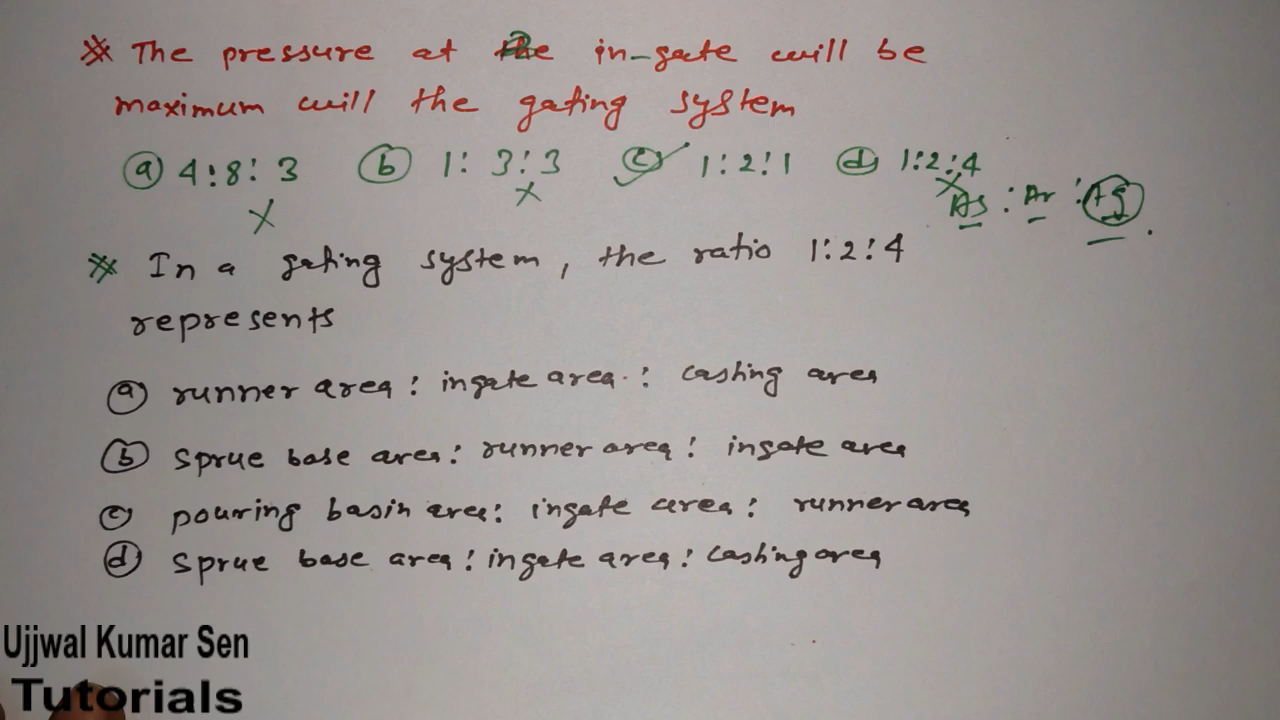 ※ The pressure at the in-gate will be
maximum will the gating system
ⓐ 4:8:3 ⓑ 1:3:3 ⓒ✓ 1:2:1 ⓓ 1:2:4
x x x
As : Ar : Ag .
※ In a gating system, the ratio 1:2:4
represents
ⓐ runner area : ingate area : casting area
ⓑ sprue base area : runner area : ingate area
ⓒ pouring basin area : ingate area : runner area
ⓓ sprue base area : ingate area : casting area
Ujjwal Kumar Sen
Tutorials